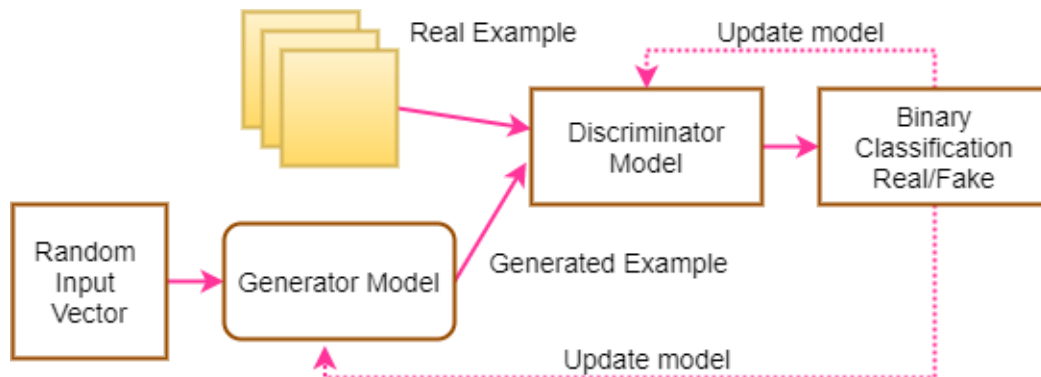 Real Example
Update model
Discriminator
Model
Binary
Classification
Real/Fake
Random
Input
Vector
Generator Model
Generated Example
Update model